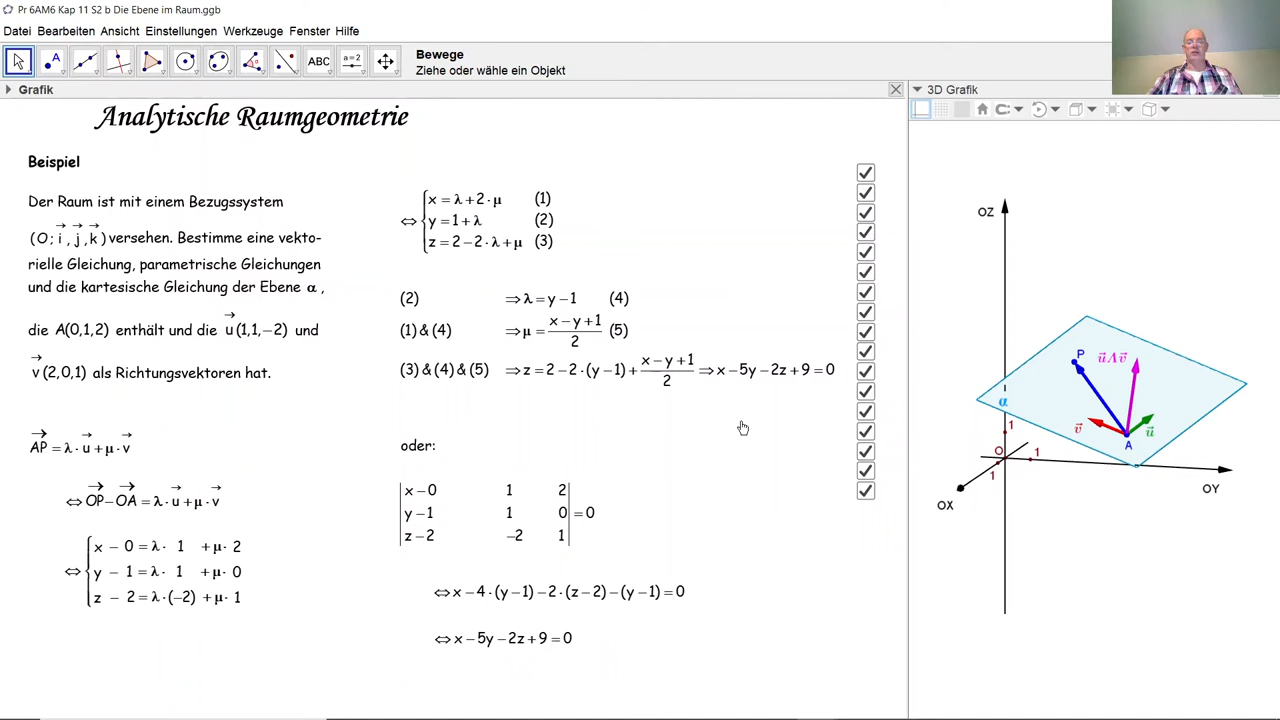 Pr 6AM6 Kap 11 S2 b Die Ebene im Raum.ggb
Datei Bearbeiten Ansicht Einstellungen Werkzeuge Fenster Hilfe
A ABC a=2 Bewege
Ziehe oder wähle ein Objekt
Grafik
3D Grafik
Analytische Raumgeometrie
Beispiel
Der Raum ist mit einem Bezugssystem
(O; i⃗, j⃗, k⃗) versehen. Bestimme eine vekto-
rielle Gleichung, parametrische Gleichungen
und die kartesische Gleichung der Ebene α ,
die A(0,1,2) enthält und die u⃗(1,1,−2) und
v⃗(2,0,1) als Richtungsvektoren hat.
AP⃗ = λ · u⃗ + μ · v⃗
⇔ OP⃗ − OA⃗ = λ · u⃗ + μ · v⃗
x − 0 = λ · 1 + μ · 2
⇔ y − 1 = λ · 1 + μ · 0
z − 2 = λ · (−2) + μ · 1
x = λ + 2 · μ (1)
⇔ y = 1 + λ (2)
z = 2 − 2 · λ + μ (3)
(2) ⇒ λ = y − 1 (4)
(1) & (4) ⇒ μ = (x − y + 1)/2 (5)
(3) & (4) & (5) ⇒ z = 2 − 2 · (y − 1) + (x − y + 1)/2 ⇒ x − 5y − 2z + 9 = 0
oder:
| x − 0 1 2 |
| y − 1 1 0 | = 0
| z − 2 −2 1 |
⇔ x − 4 · (y − 1) − 2 · (z − 2) − (y − 1) = 0
⇔ x − 5y − 2z + 9 = 0
OZ
P
u⃗Λv⃗
α
1
v⃗
u⃗
A
O
1
1
OX
OY